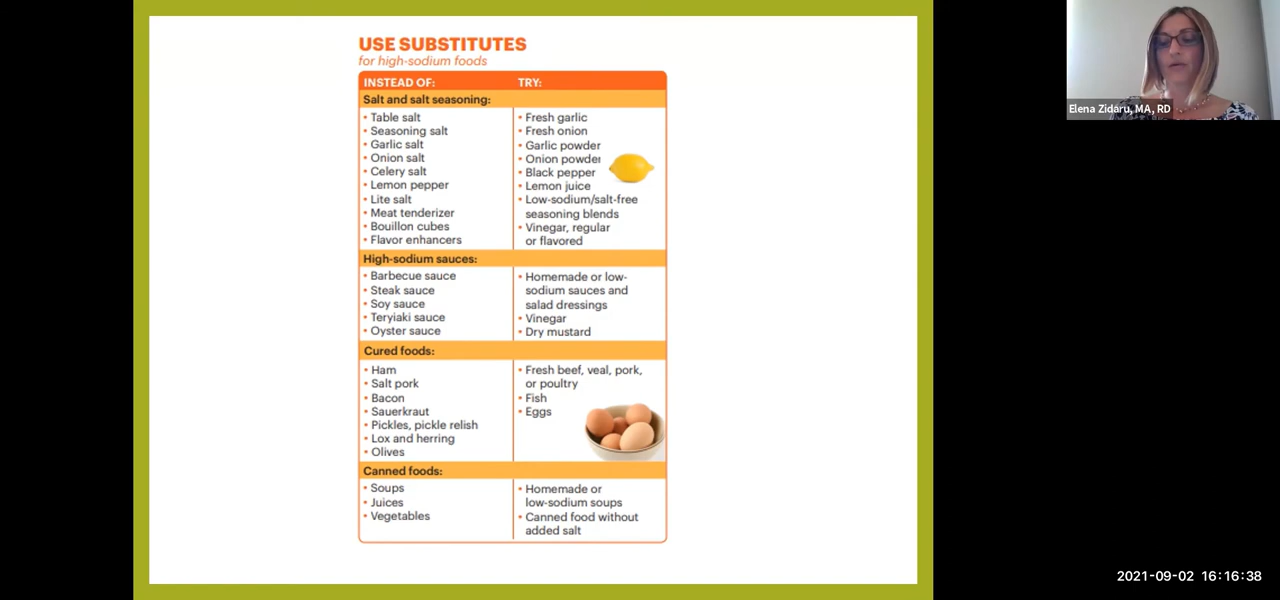 USE SUBSTITUTES
for high-sodium foods
INSTEAD OF: TRY:
Salt and salt seasoning:
• Table salt
• Seasoning salt
• Garlic salt
• Onion salt
• Celery salt
• Lemon pepper
• Lite salt
• Meat tenderizer
• Bouillon cubes
• Flavor enhancers
• Fresh garlic
• Fresh onion
• Garlic powder
• Onion powder
• Black pepper
• Lemon juice
• Low-sodium/salt-free
seasoning blends
• Vinegar, regular
or flavored
High-sodium sauces:
• Barbecue sauce
• Steak sauce
• Soy sauce
• Teryiaki sauce
• Oyster sauce
• Homemade or low-
sodium sauces and
salad dressings
• Vinegar
• Dry mustard
Cured foods:
• Ham
• Salt pork
• Bacon
• Sauerkraut
• Pickles, pickle relish
• Lox and herring
• Olives
• Fresh beef, veal, pork,
or poultry
• Fish
• Eggs
Canned foods:
• Soups
• Juices
• Vegetables
• Homemade or
low-sodium soups
• Canned food without
added salt
Elena Zidaru, MA, RD
2021-09-02 16:16:38